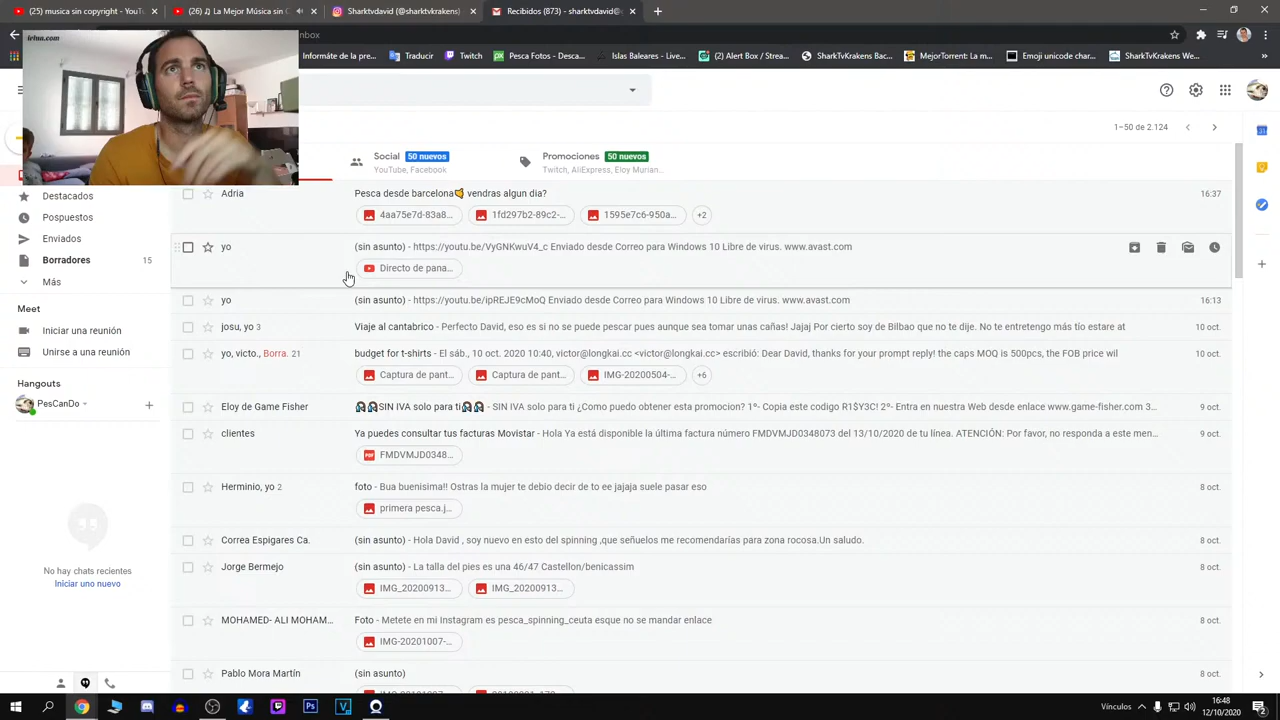 (5) musica sin copyright - YouT
(5) La Música sin C
sharktvdavid (@sharktvkrakens)
Recibidos (873) - sharktvdavid@
irlua.com
nbox
Infórmate de la...
Traducir
Twitch
Pesca Fotos - Desca...
Islas Baleares - Wind...
(2) Alert Box / Stream...
SharkTvKrakens Wo...
MejorTorrent: La mej...
Emoji unicode char...
SharkTvKrakens We...
1–50 de 2.124
Social 50 nuevos
YouTube, Facebook
Promociones 50 nuevos
Twitch, AliExpress, Eloy Murian...
Destacados
Pospuestos
Enviados
Borradores 15
Más
Meet
Iniciar una reunión
Unirse a una reunión
Hangouts
PesCanDo
No hay chats recientes
Iniciar uno nuevo
Adria Pesca desde barcelona🤙 vendras algun dia? 16:37
4aa75e7d-83a8... 1fd297b2-89c2-... 1595e7c6-950a... +2
yo (sin asunto) - https://youtu.be/VyGNKwuV4_c Enviado desde Correo para Windows 10 Libre de virus. www.avast.com
Directo de pana...
yo (sin asunto) - https://youtu.be/ipREJE9cMoQ Enviado desde Correo para Windows 10 Libre de virus. www.avast.com 16:13
josu, yo 3 Viaje al cantabrico - Perfecto David, eso es si no se puede pescar pues aunque sea tomar unas cañas! Jajaj Por cierto soy de Bilbao que no te dije. No te entretengo más tío estare at 10 oct.
yo, victo., Borra. 21 budget for t-shirts - El sáb., 10 oct. 2020 10:40, victor@longkai.cc <victor@longkai.cc> escribió: Dear David, thanks for your prompt reply! the caps MOQ is 500pcs, the FOB price wil 10 oct.
Captura de pant... Captura de pant... IMG-20200504-... +6
Eloy de Game Fisher SIN IVA solo para ti - SIN IVA solo para ti ¿Como puedo obtener esta promocion? 1º- Copia este codigo R1$Y3C! 2º- Entra en nuestra Web desde enlace www.game-fisher.com 3... 9 oct.
clientes Ya puedes consultar tus facturas Movistar - Hola Ya está disponible la última factura número FMDVMJD0348073 del 13/10/2020 de tu línea. ATENCIÓN: Por favor, no responda a este men... 9 oct.
FMDVMJD0348...
Herminio, yo 2 foto - Bua buenisima!! Ostras la mujer te debio decir de to ee jajaja suele pasar eso 8 oct.
primera pesca.j...
Correa Espigares Ca. (sin asunto) - Hola David , soy nuevo en esto del spinning ,que señuelos me recomendarías para zona rocosa.Un saludo. 8 oct.
Jorge Bermejo (sin asunto) - La talla del pies es una 46/47 Castellon/benicassim 8 oct.
IMG_20200913... IMG_20200913...
MOHAMED- ALI MOHAM... Foto - Metete en mi Instagram es pesca_spinning_ceuta esque no se mandar enlace 8 oct.
IMG-20201007-...
Pablo Mora Martín (sin asunto) 8 oct.
Vínculos
16:48
12/10/2020